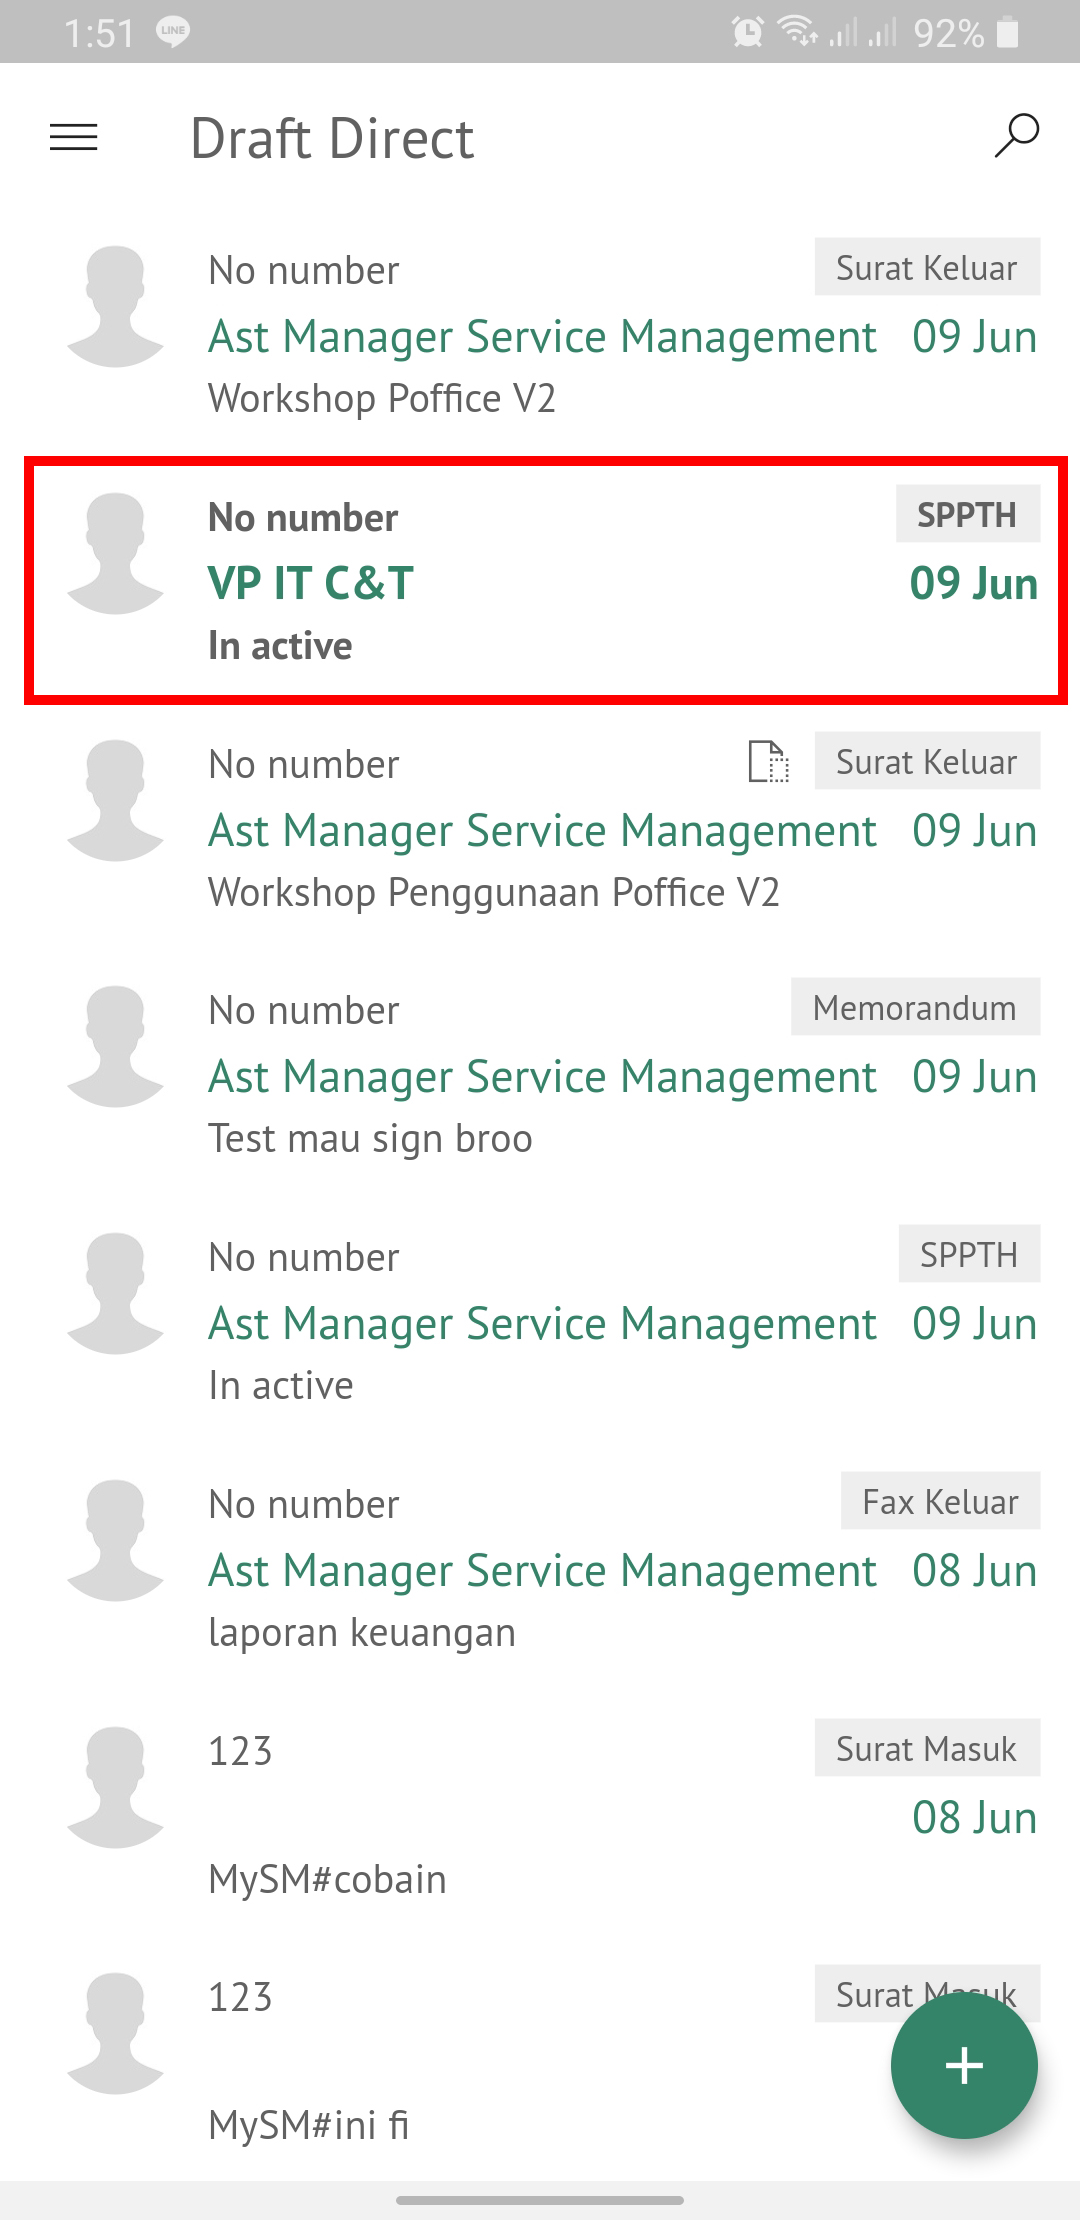 1:51 LINE 92%
Draft Direct
No number Surat Keluar
Ast Manager Service Management 09 Jun
Workshop Poffice V2
No number SPPTH
VP IT C&T 09 Jun
In active
No number Surat Keluar
Ast Manager Service Management 09 Jun
Workshop Penggunaan Poffice V2
No number Memorandum
Ast Manager Service Management 09 Jun
Test mau sign broo
No number SPPTH
Ast Manager Service Management 09 Jun
In active
No number Fax Keluar
Ast Manager Service Management 08 Jun
laporan keuangan
123 Surat Masuk
08 Jun
MySM#cobain
123 Surat Masuk
+
MySM#ini fi